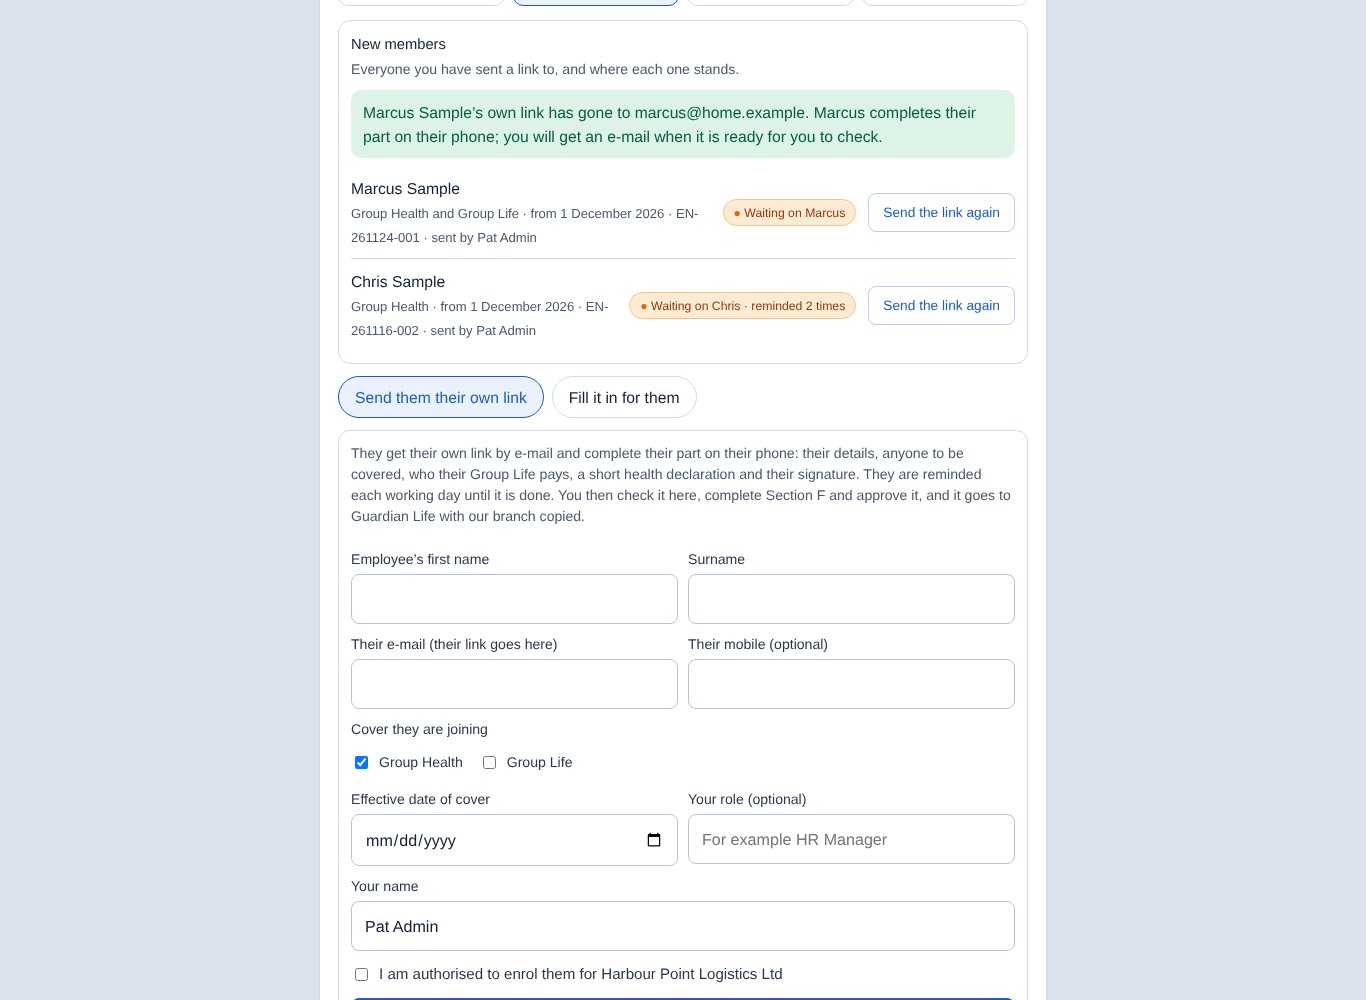 New members
Everyone you have sent a link to, and where each one stands.
Marcus Sample’s own link has gone to marcus@home.example. Marcus completes their
part on their phone; you will get an e-mail when it is ready for you to check.
Marcus Sample
Group Health and Group Life · from 1 December 2026 · EN-
261124-001 · sent by Pat Admin
● Waiting on Marcus
Send the link again
Chris Sample
Group Health · from 1 December 2026 · EN-
261116-002 · sent by Pat Admin
● Waiting on Chris · reminded 2 times
Send the link again
Send them their own link
Fill it in for them
They get their own link by e-mail and complete their part on their phone: their details, anyone to be
covered, who their Group Life pays, a short health declaration and their signature. They are reminded
each working day until it is done. You then check it here, complete Section F and approve it, and it goes to
Guardian Life with our branch copied.
Employee’s first name
Surname
Their e-mail (their link goes here)
Their mobile (optional)
Cover they are joining
Group Health
Group Life
Effective date of cover
Your role (optional)
mm/dd/yyyy
For example HR Manager
Your name
Pat Admin
I am authorised to enrol them for Harbour Point Logistics Ltd